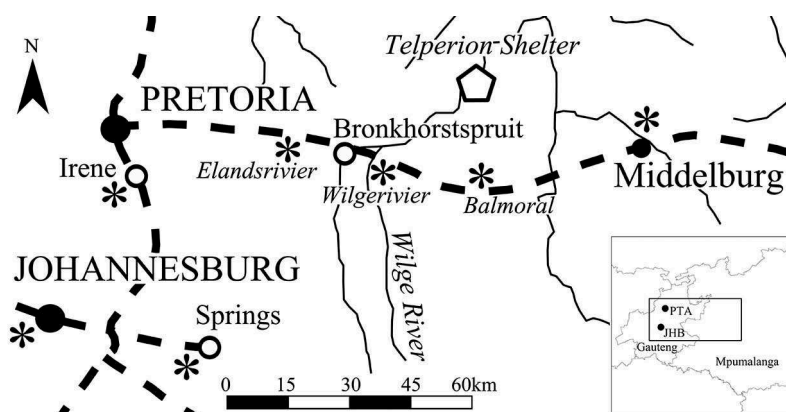 N
Telperion-Shelter
PRETORIA
Bronkhorstspruit
Irene
Elandsrivier
Wilgerivier
Balmoral
Middelburg
JOHANNESBURG
Springs
Wilge River
0 15 30 45 60km
PTA
JHB
Gauteng
Mpumalanga